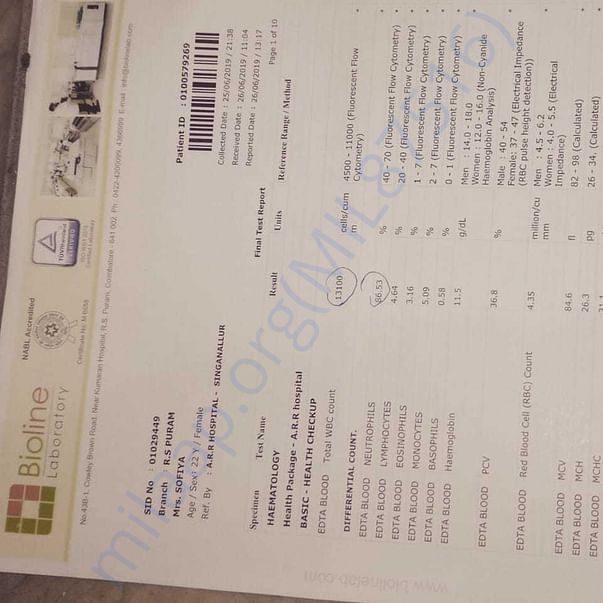 Bioline
Laboratory
NABL Accredited
Certificate No. M-0658
TÜVRheinland
CERTIFIED
No.43B-1, Cowley Brown Road, Near Kumaran Hospital, R.S. Puram, Coimbatore - 641 002. Ph : 0422-4200099, 4366999 E-mail : info@biolinelab.com
SID No : 01029449
Branch : R.S PURAM
Mrs. SOFIYA
Age / Sex: 22 Y / Female
Ref. By : A.R.R HOSPITAL - SINGANALLUR
Patient ID : 0100579269
Collected Date : 25/06/2019 / 21:38
Received Date : 26/06/2019 / 11:04
Reported Date : 26/06/2019 / 13:17
Final Test Report Page 1 of 10
Specimen Test Name Result Units Reference Range / Method
HAEMATOLOGY
Health Package - A.R.R hospital
BASIC - HEALTH CHECKUP
EDTA BLOOD Total WBC count 13100 cells/cum 4500 - 11000 (Fluorescent Flow
m Cytometry)
DIFFERENTIAL COUNT.
EDTA BLOOD NEUTROPHILS 86.53 % 40 - 70 (Fluorescent Flow Cytometry)
EDTA BLOOD LYMPHOCYTES 4.64 % 20 - 40 (Fluorescent Flow Cytometry)
EDTA BLOOD EOSINOPHILS 3.16 % 1 - 7 (Fluorescent Flow Cytometry)
EDTA BLOOD MONOCYTES 5.09 % 2 - 7 (Fluorescent Flow Cytometry)
EDTA BLOOD BASOPHILS 0.58 % 0 - 1 (Fluorescent Flow Cytometry)
EDTA BLOOD Haemoglobin 11.5 g/dL Men : 14.0 - 18.0
Women : 12.0 - 16.0 (Non-Cyanide
Haemoglobin Analysis)
EDTA BLOOD PCV 36.8 % Male : 40 - 54
Female: 37 - 47 (Electrical Impedance
(RBC pulse height detection))
EDTA BLOOD Red Blood Cell (RBC) Count 4.35 million/cu Men : 4.5 - 6.2
mm Women : 4.0 - 5.5 (Electrical
Impedance)
EDTA BLOOD MCV 84.6 fl 82 - 98 (Calculated)
EDTA BLOOD MCH 26.3 pg 26 - 34. (Calculated)
EDTA BLOOD MCHC 31.1
www.biolinelab.com